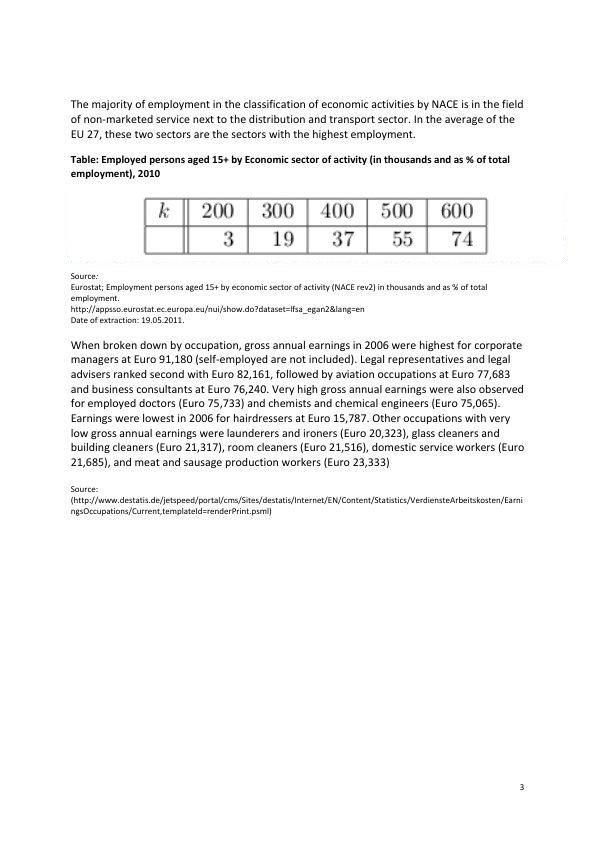 The majority of employment in the classification of economic activities by NACE is in the field
of non-marketed service next to the distribution and transport sector. In the average of the
EU 27, these two sectors are the sectors with the highest employment.
Table: Employed persons aged 15+ by Economic sector of activity (in thousands and as % of total
employment), 2010
k 200 300 400 500 600
3 19 37 55 74
Source:
Eurostat; Employment persons aged 15+ by economic sector of activity (NACE rev2) in thousands and as % of total
employment.
http://appsso.eurostat.ec.europa.eu/nui/show.do?dataset=lfsa_egan2&lang=en
Date of extraction: 19.05.2011.
When broken down by occupation, gross annual earnings in 2006 were highest for corporate
managers at Euro 91,180 (self-employed are not included). Legal representatives and legal
advisers ranked second with Euro 82,161, followed by aviation occupations at Euro 77,683
and business consultants at Euro 76,240. Very high gross annual earnings were also observed
for employed doctors (Euro 75,733) and chemists and chemical engineers (Euro 75,065).
Earnings were lowest in 2006 for hairdressers at Euro 15,787. Other occupations with very
low gross annual earnings were launderers and ironers (Euro 20,323), glass cleaners and
building cleaners (Euro 21,317), room cleaners (Euro 21,516), domestic service workers (Euro
21,685), and meat and sausage production workers (Euro 23,333)
Source:
(http://www.destatis.de/jetspeed/portal/cms/Sites/destatis/Internet/EN/Content/Statistics/VerdiensteArbeitskosten/Earni
ngsOccupations/Current,templateId=renderPrint.psml)
3